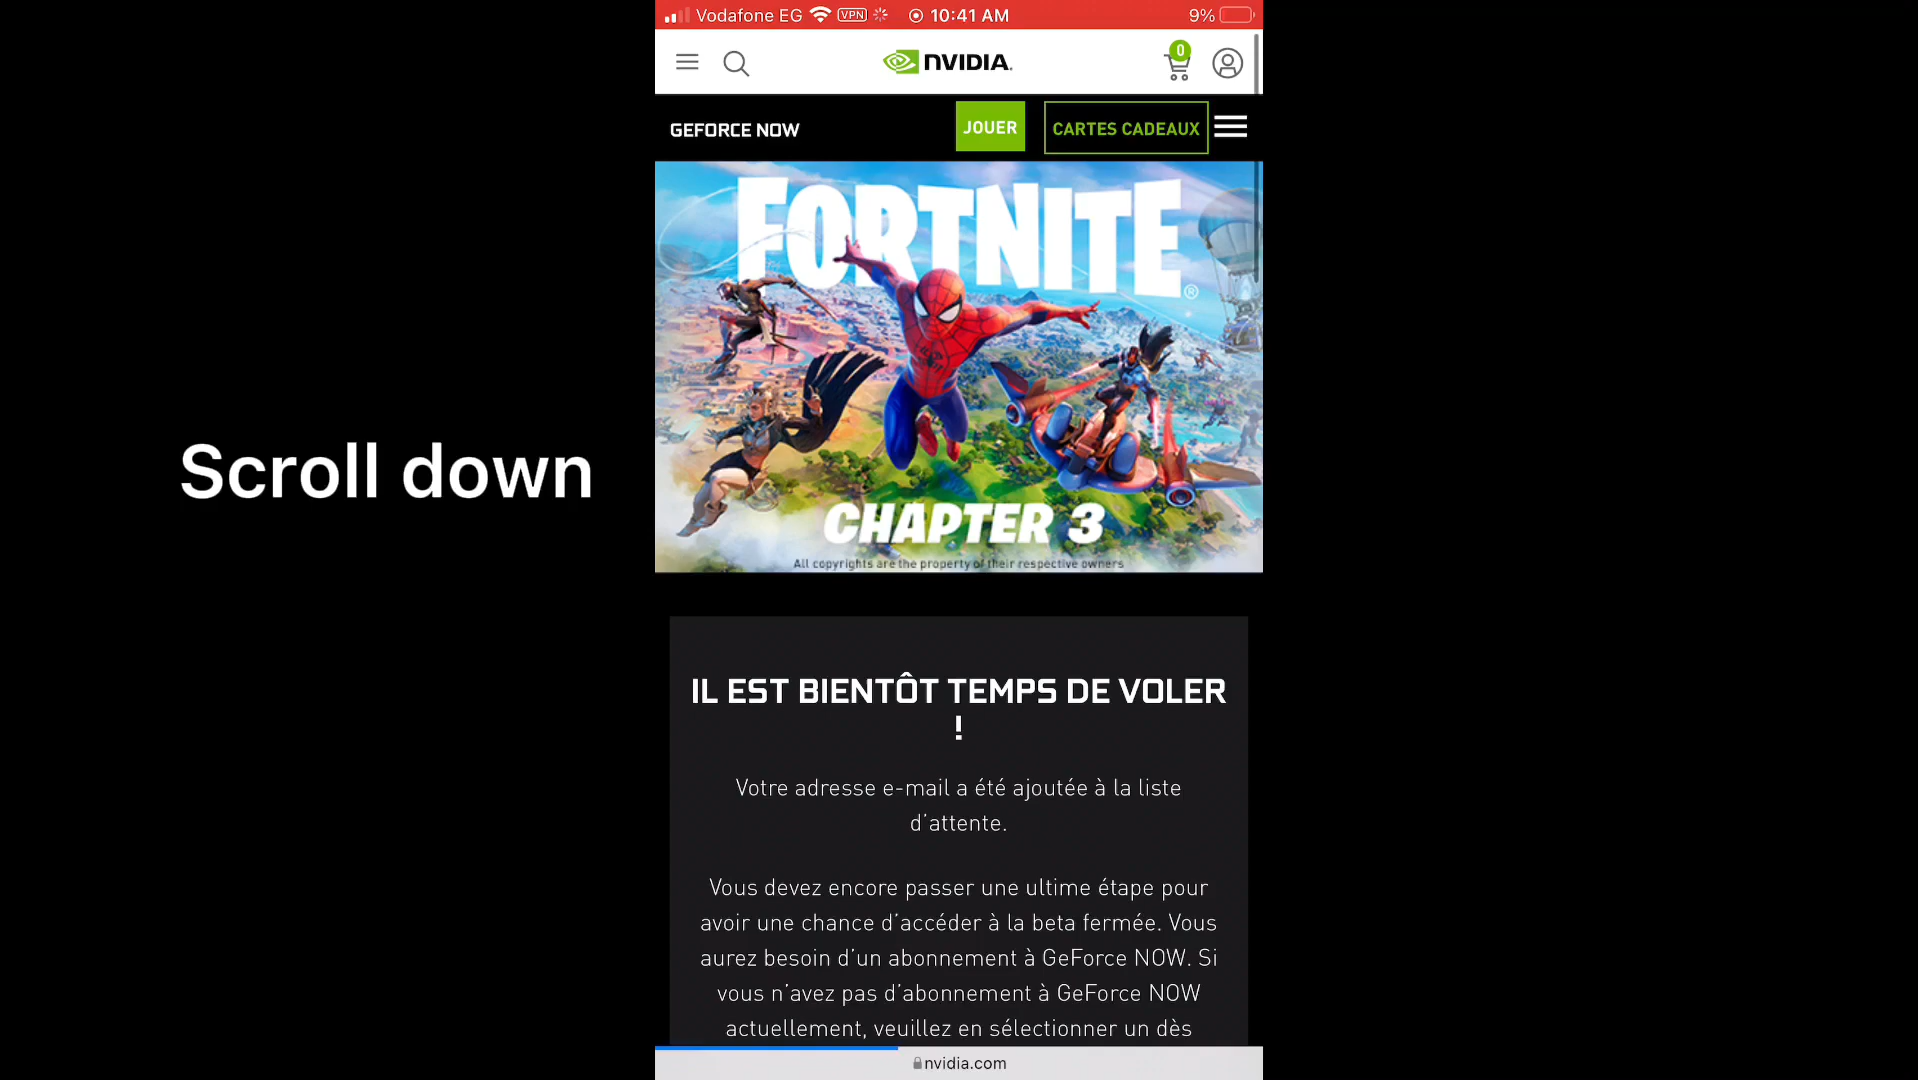 Vodafone EG VPN 10:41 AM 9%
NVIDIA. 0
GEFORCE NOW JOUER CARTES CADEAUX
FORTNITE®
CHAPTER 3
All copyrights are the property of their respective owners
Scroll down
IL EST BIENTÔT TEMPS DE VOLER
!
Votre adresse e-mail a été ajoutée à la liste
d'attente.
Vous devez encore passer une ultime étape pour
avoir une chance d'accéder à la beta fermée. Vous
aurez besoin d'un abonnement à GeForce NOW. Si
vous n'avez pas d'abonnement à GeForce NOW
actuellement, veuillez en sélectionner un dès
nvidia.com